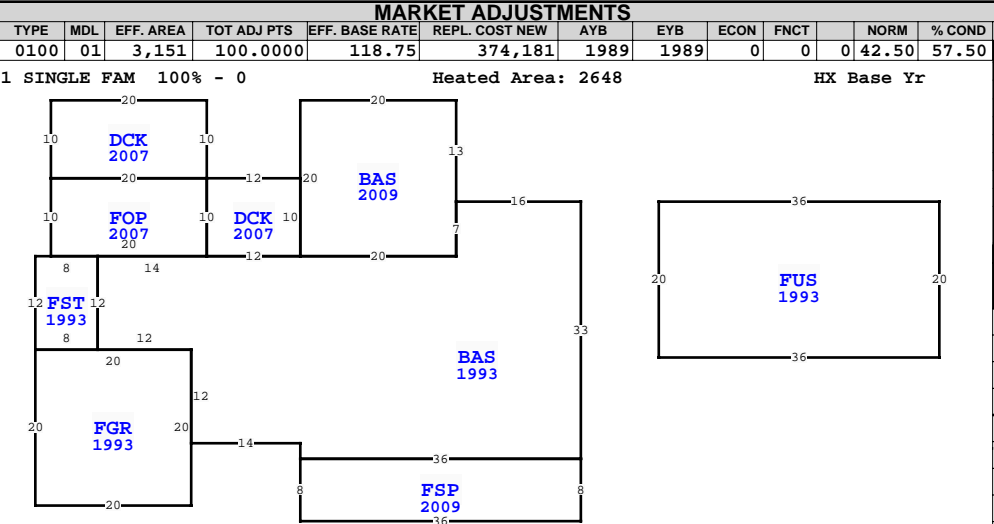 MARKET ADJUSTMENTS
TYPE MDL EFF. AREA TOT ADJ PTS EFF. BASE RATE REPL. COST NEW AYB EYB ECON FNCT NORM % COND
0100 01 3,151 100.0000 118.75 374,181 1989 1989 0 0 0 42.50 57.50
1 SINGLE FAM 100% - 0 Heated Area: 2648 HX Base Yr
20 20
10 DCK 10
2007
13
20 12 20 BAS
2009
16 36
10 FOP 10 DCK 10
2007 2007
7
20
12 20
8 14
20 FUS 20
1993
12 FST 12
1993
33
8 12
36
20
BAS
1993
12
20 FGR 20
1993
14
36
8 FSP 8
2009
20
36